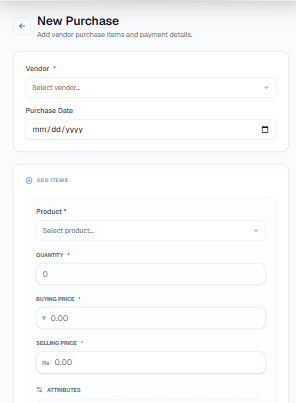 New Purchase
Add vendor purchase items and payment details.
Vendor *
Select vendor...
Purchase Date
mm/dd/yyyy
ADD ITEMS
Product *
Select product...
QUANTITY *
0
BUYING PRICE *
₹ 0.00
SELLING PRICE *
Rs 0.00
ATTRIBUTES